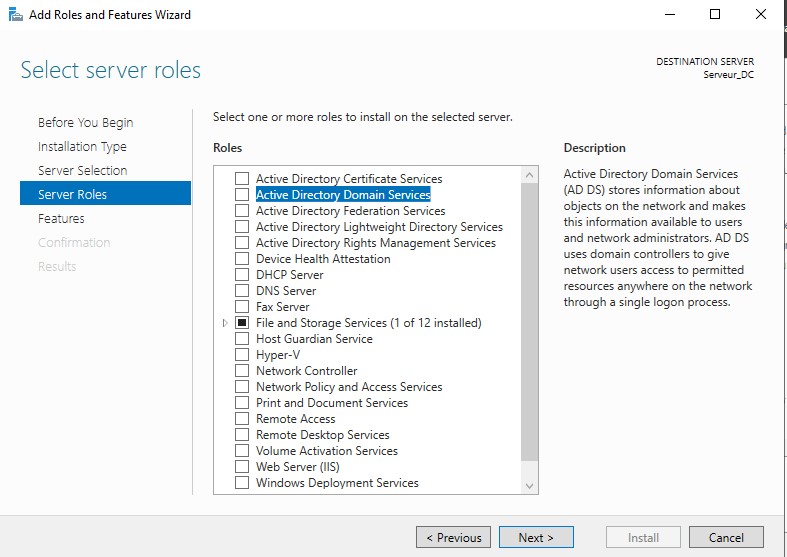 Add Roles and Features Wizard
Select server roles
DESTINATION SERVER
Serveur_DC
Before You Begin
Installation Type
Server Selection
Server Roles
Features
Confirmation
Results
Select one or more roles to install on the selected server.
Roles
Active Directory Certificate Services
Active Directory Domain Services
Active Directory Federation Services
Active Directory Lightweight Directory Services
Active Directory Rights Management Services
Device Health Attestation
DHCP Server
DNS Server
Fax Server
File and Storage Services (1 of 12 installed)
Host Guardian Service
Hyper-V
Network Controller
Network Policy and Access Services
Print and Document Services
Remote Access
Remote Desktop Services
Volume Activation Services
Web Server (IIS)
Windows Deployment Services
Description
Active Directory Domain Services
(AD DS) stores information about
objects on the network and makes
this information available to users
and network administrators. AD DS
uses domain controllers to give
network users access to permitted
resources anywhere on the network
through a single logon process.
< Previous
Next >
Install
Cancel